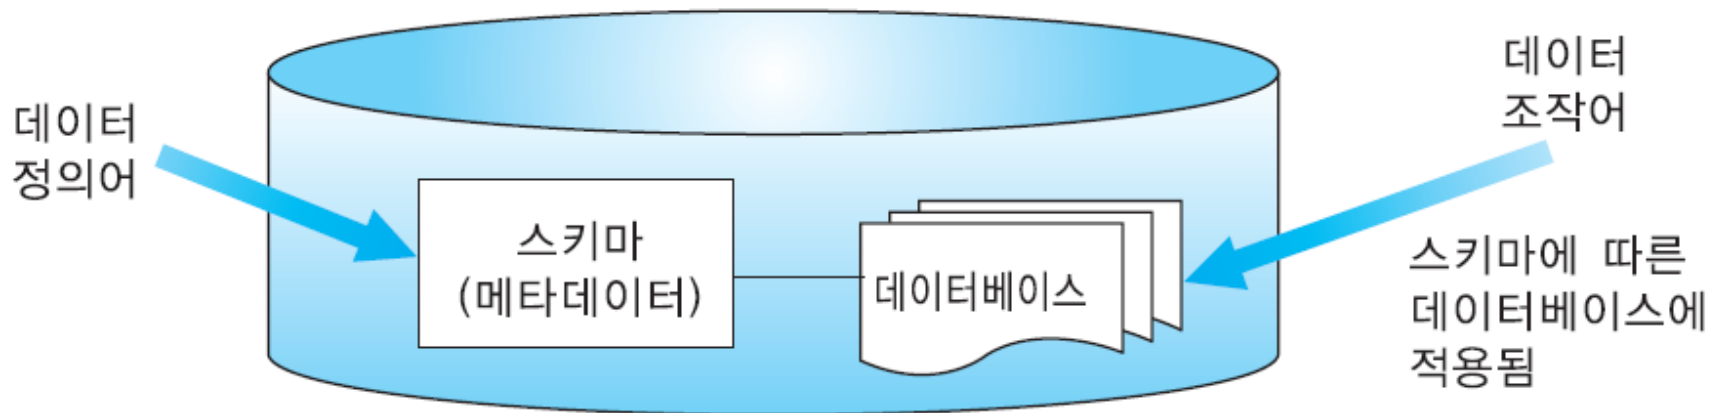 데이터
정의어
스키마
(메타데이터)
데이터베이스
데이터
조작어
스키마에 따른
데이터베이스에
적용됨